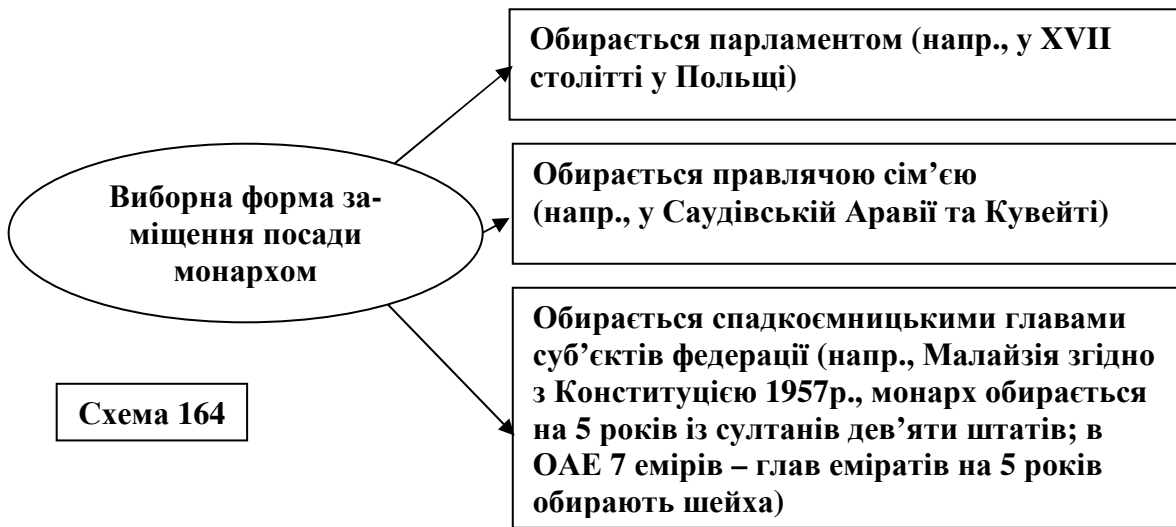 Обирається парламентом (напр., у XVII
столітті у Польщі)
Виборна форма за-
міщення посади
монархом
Обирається правлячою сім’єю
(напр., у Саудівській Аравії та Кувейті)
Обирається спадкоємницькими главами
суб’єктів федерації (напр., Малайзія згідно
з Конституцією 1957р., монарх обирається
на 5 років із султанів дев’яти штатів; в
ОАЕ 7 емірів – глав еміратів на 5 років
обирають шейха)
Схема 164